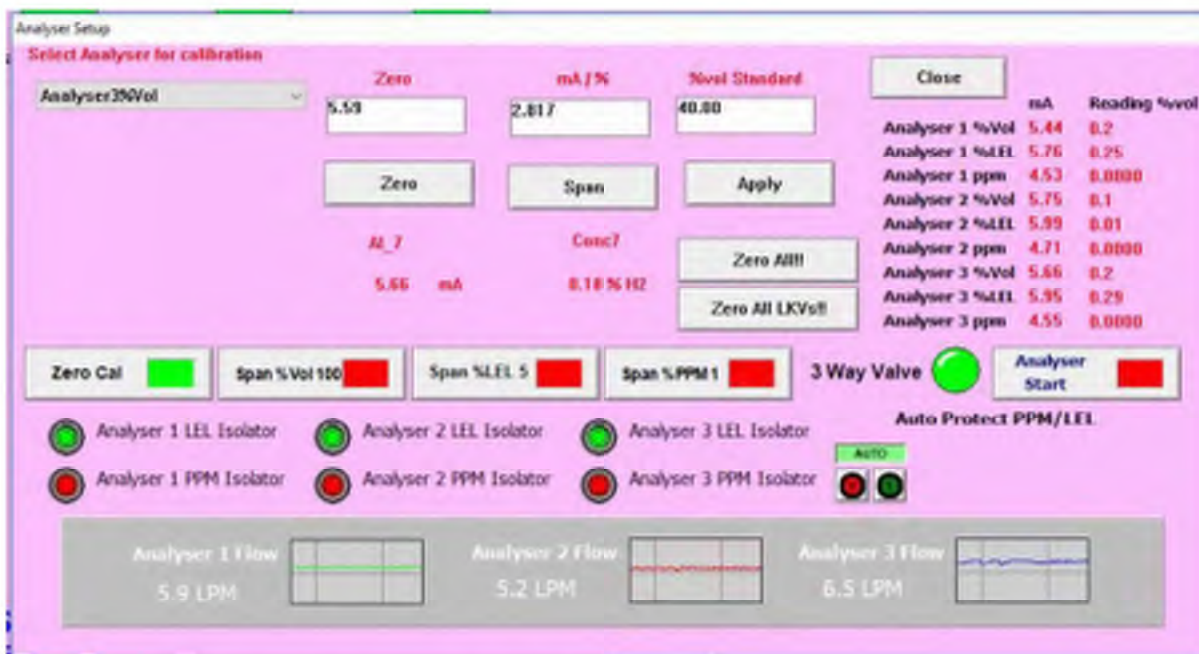 Analyser Setup
Select Analyser for calibration
Analyser3%Vol
Zero
mA / %
%vol Standard
Close
5.59
2.817
40.00
Zero
Span
Apply
AI_7
Conc7
5.66 mA
0.18 % H2
Zero All!!
Zero All LKVs!!
mA Reading %vol
Analyser 1 %Vol 5.44 0.2
Analyser 1 %LEL 5.76 0.25
Analyser 1 ppm 4.53 0.0000
Analyser 2 %Vol 5.75 0.1
Analyser 2 %LEL 5.99 0.01
Analyser 2 ppm 4.71 0.0000
Analyser 3 %Vol 5.66 0.2
Analyser 3 %LEL 5.95 0.29
Analyser 3 ppm 4.55 0.0000
Zero Cal
Span %Vol 100
Span %LEL 5
Span %PPM 1
3 Way Valve
Analyser
Start
Analyser 1 LEL Isolator
Analyser 2 LEL Isolator
Analyser 3 LEL Isolator
Auto Protect PPM/LEL
AUTO
Analyser 1 PPM Isolator
Analyser 2 PPM Isolator
Analyser 3 PPM Isolator
Analyser 1 Flow
5.9 LPM
Analyser 2 Flow
5.2 LPM
Analyser 3 Flow
6.5 LPM